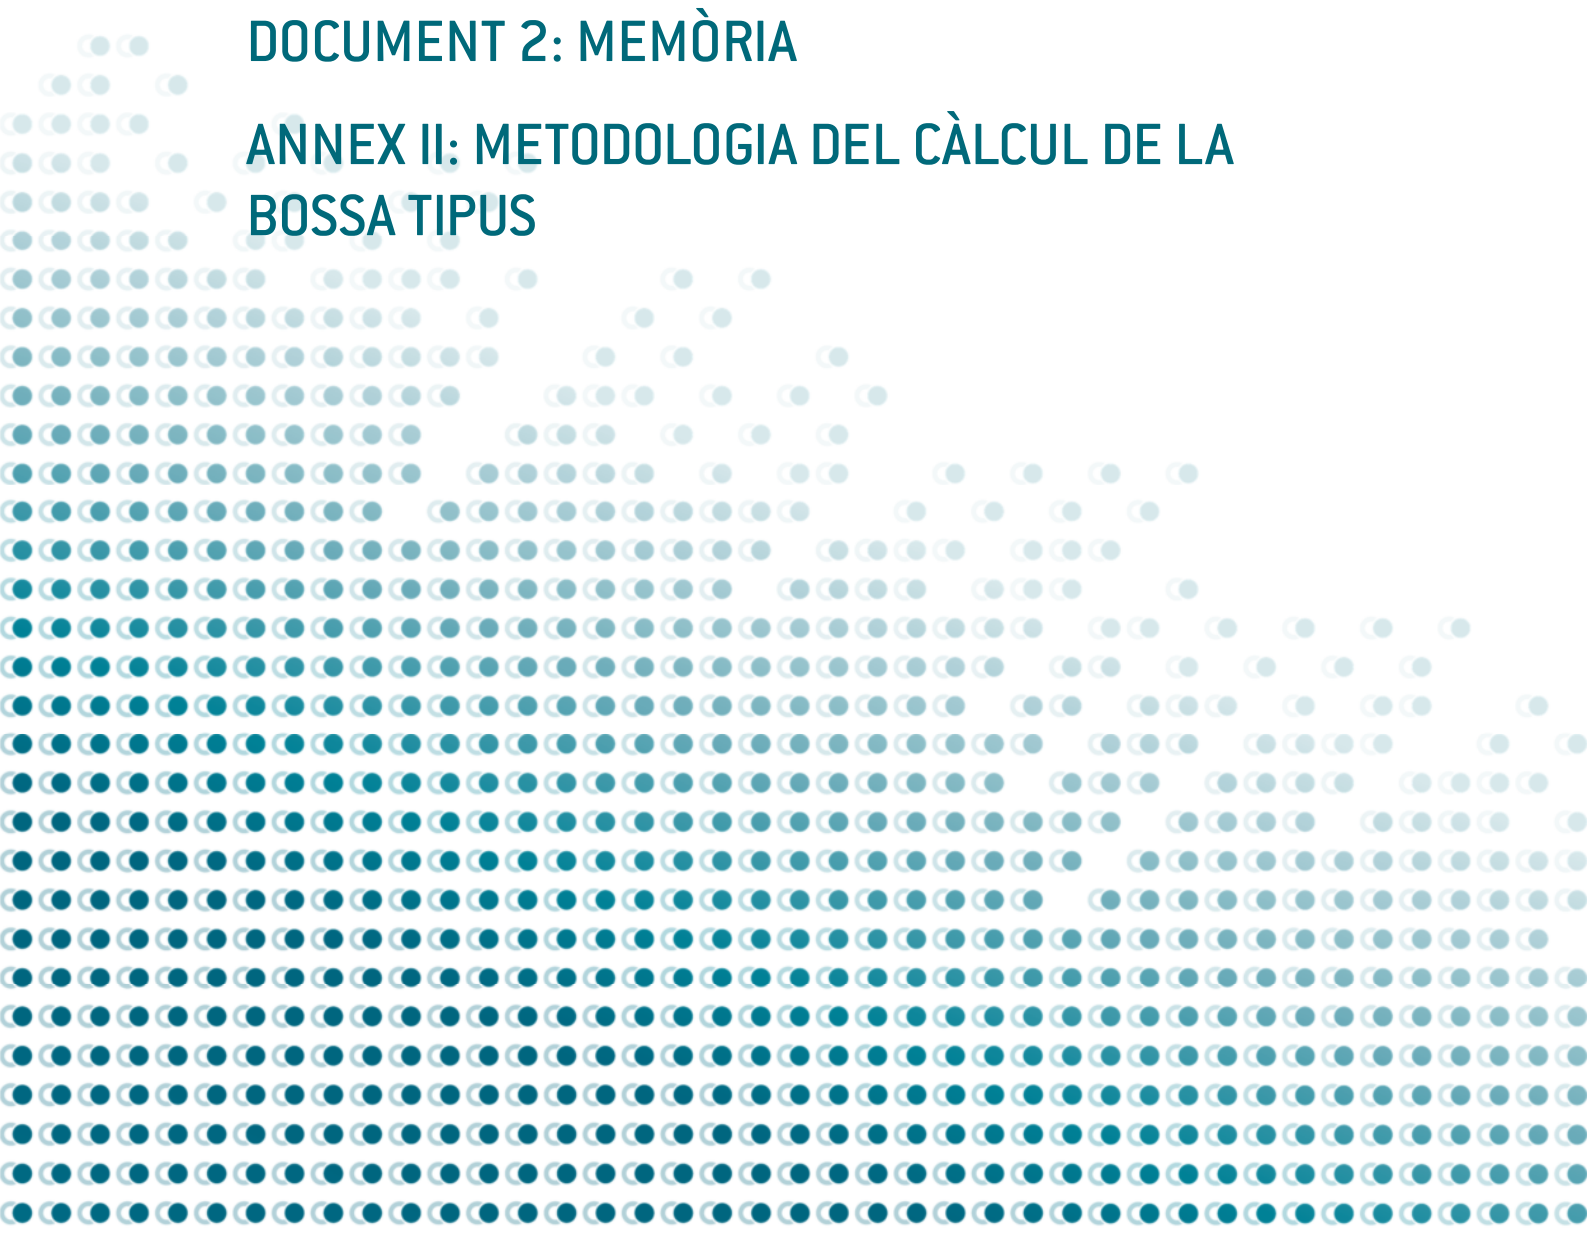 DOCUMENT 2: MEMÒRIA
ANNEX II: METODOLOGIA DEL CÀLCUL DE LA
BOSSA TIPUS